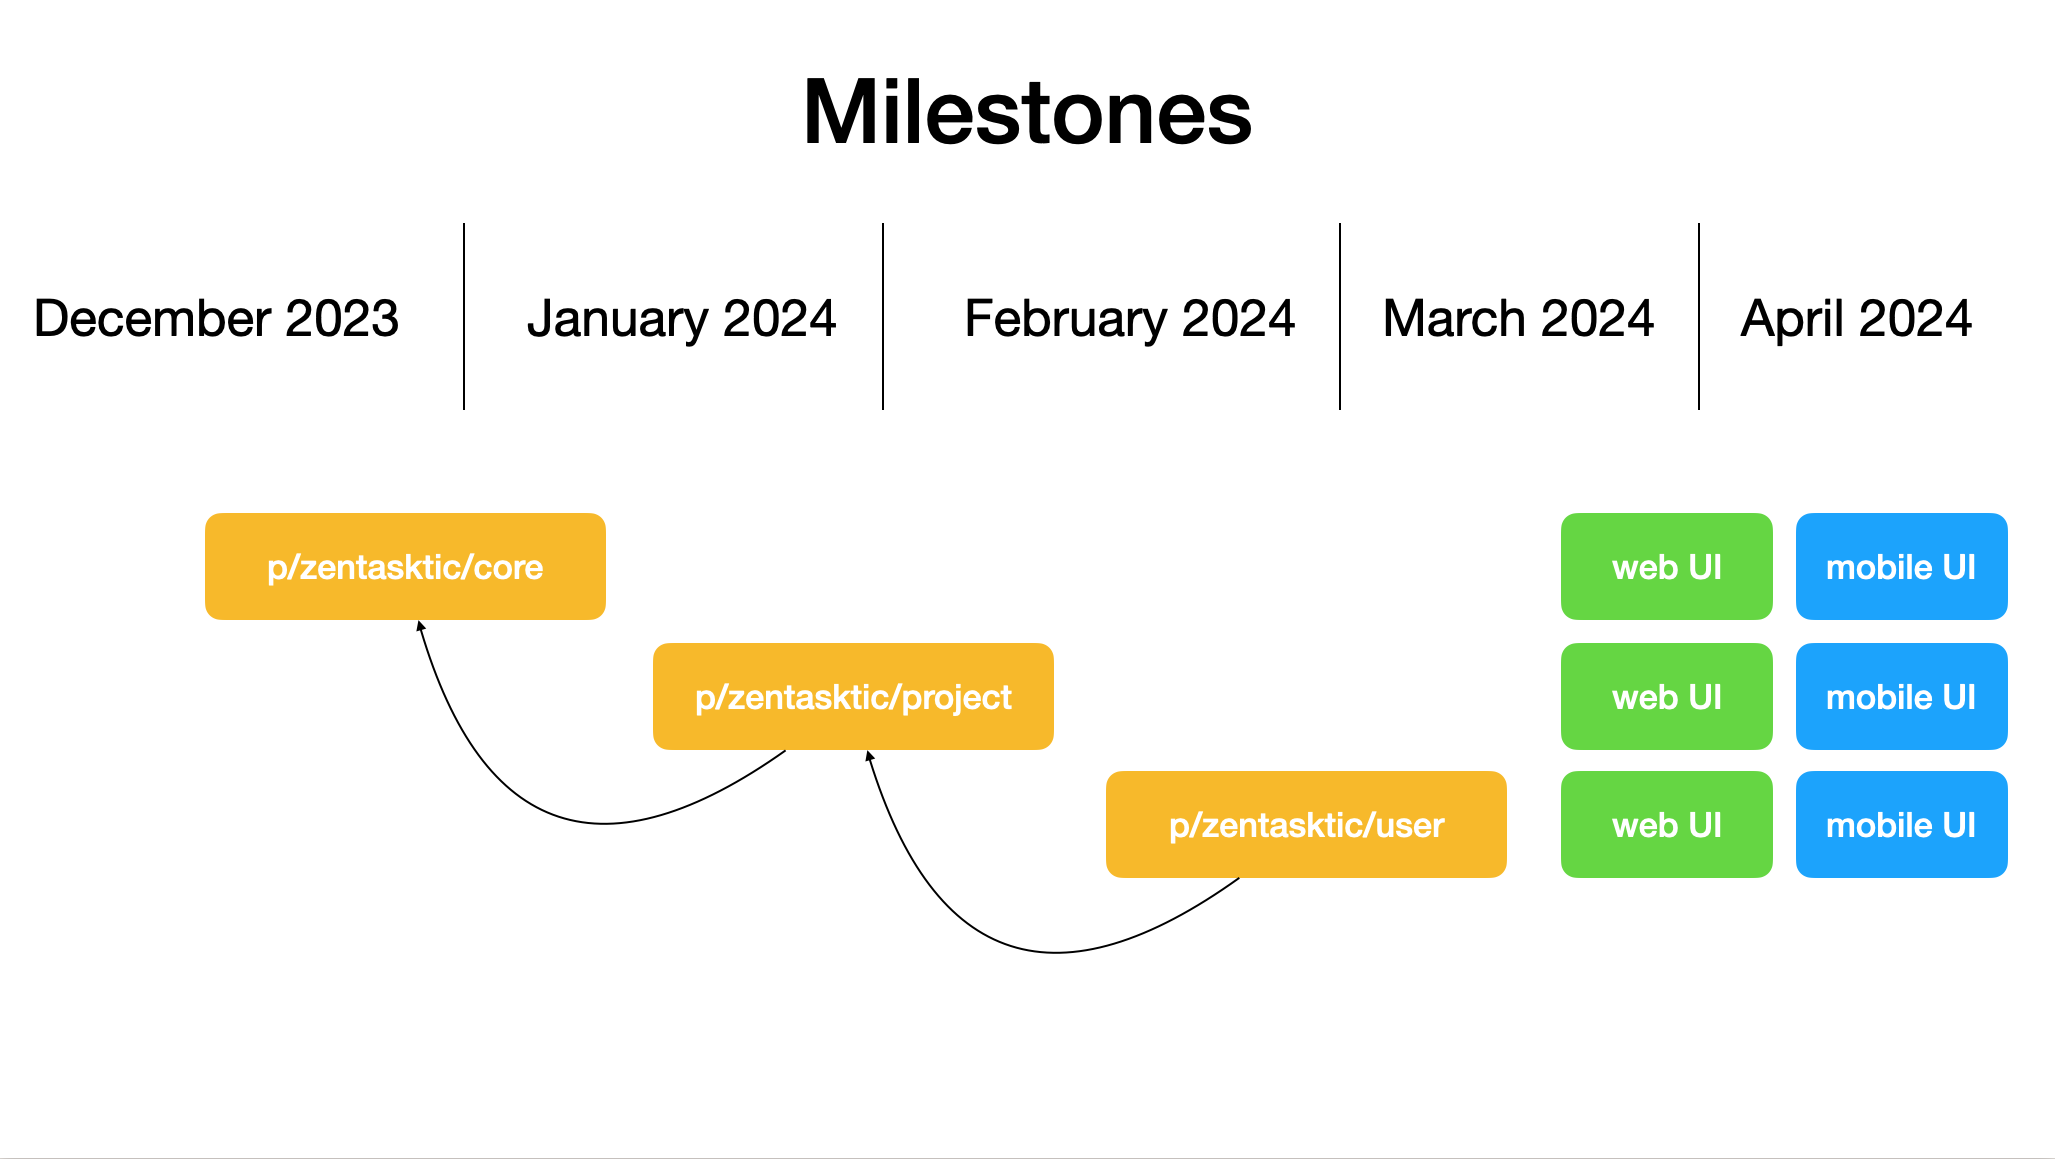 Milestones
December 2023
January 2024
February 2024
March 2024
April 2024
p/zentasktic/core
web UI
mobile UI
p/zentasktic/project
web UI
mobile UI
p/zentasktic/user
web UI
mobile UI